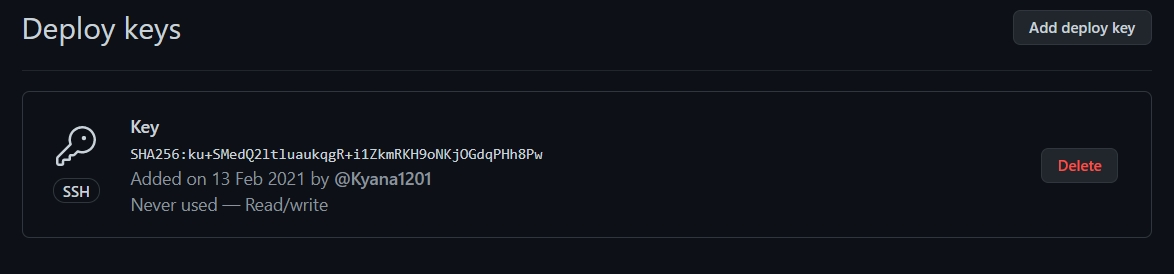 Deploy keys
Add deploy key
Key
SHA256:ku+SMedQ2ltluaukqgR+i1ZkmRKH9oNKjOGdqPHh8Pw
Added on 13 Feb 2021 by @Kyana1201
Never used — Read/write
SSH
Delete